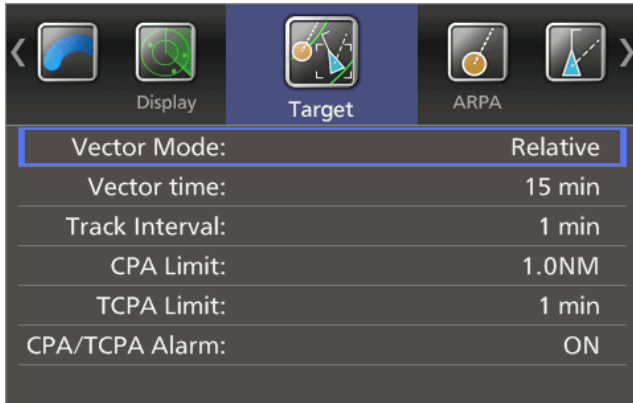 Display
Target
ARPA
Vector Mode: Relative
Vector time: 15 min
Track Interval: 1 min
CPA Limit: 1.0NM
TCPA Limit: 1 min
CPA/TCPA Alarm: ON